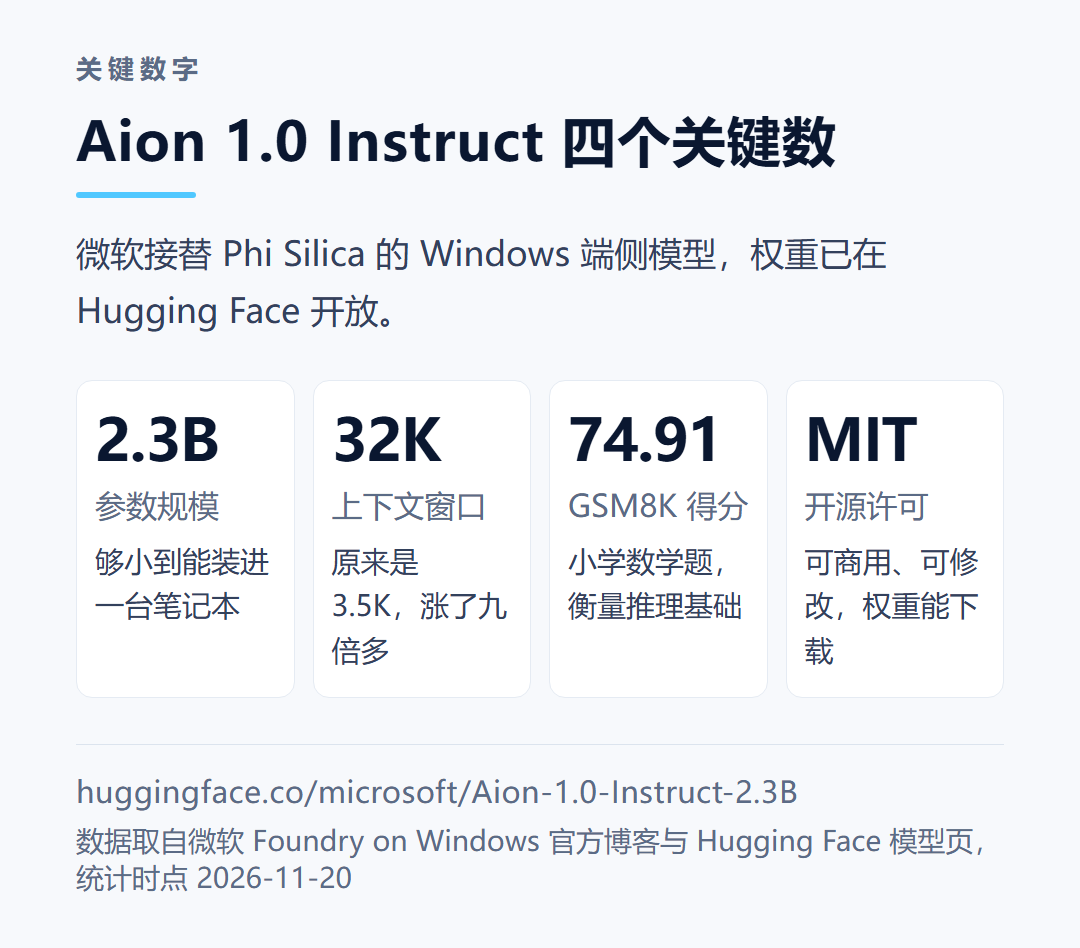 关键数字
Aion 1.0 Instruct 四个关键数
微软接替 Phi Silica 的 Windows 端侧模型，权重已在
Hugging Face 开放。
2.3B
参数规模
够小到能装进
一台笔记本
32K
上下文窗口
原来是
3.5K，涨了九
倍多
74.91
GSM8K 得分
小学数学题，
衡量推理基础
MIT
开源许可
可商用、可修
改，权重能下
载
huggingface.co/microsoft/Aion-1.0-Instruct-2.3B
数据取自微软 Foundry on Windows 官方博客与 Hugging Face 模型页，
统计时点 2026-11-20